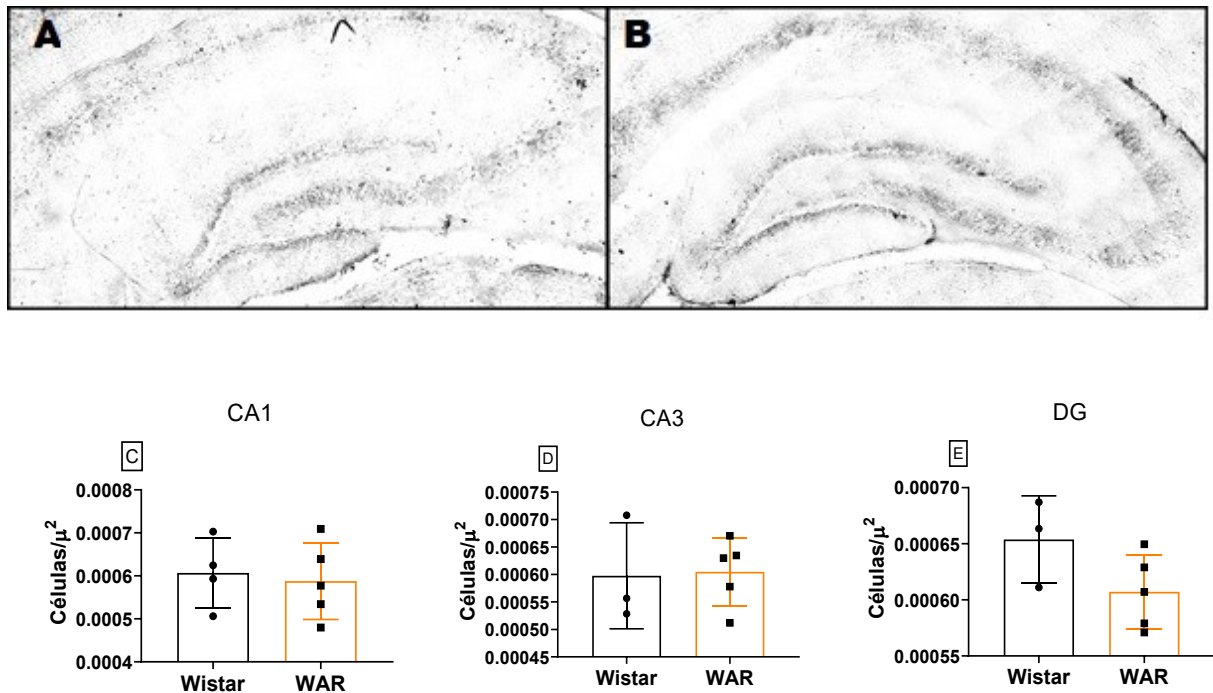 A
B
CA1
CA3
DG
C
D
E
Células/μ²
0.0008
0.0007
0.0006
0.0005
0.0004
Wistar
WAR
Células/μ²
0.00075
0.00070
0.00065
0.00060
0.00055
0.00050
0.00045
Wistar
WAR
Células/μ²
0.00070
0.00065
0.00060
0.00055
Wistar
WAR